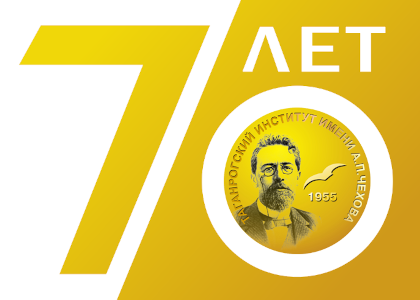 70 ЛЕТ
ТАГАНРОГСКИЙ ИНСТИТУТ ИМЕНИ А.П.ЧЕХОВА
1955